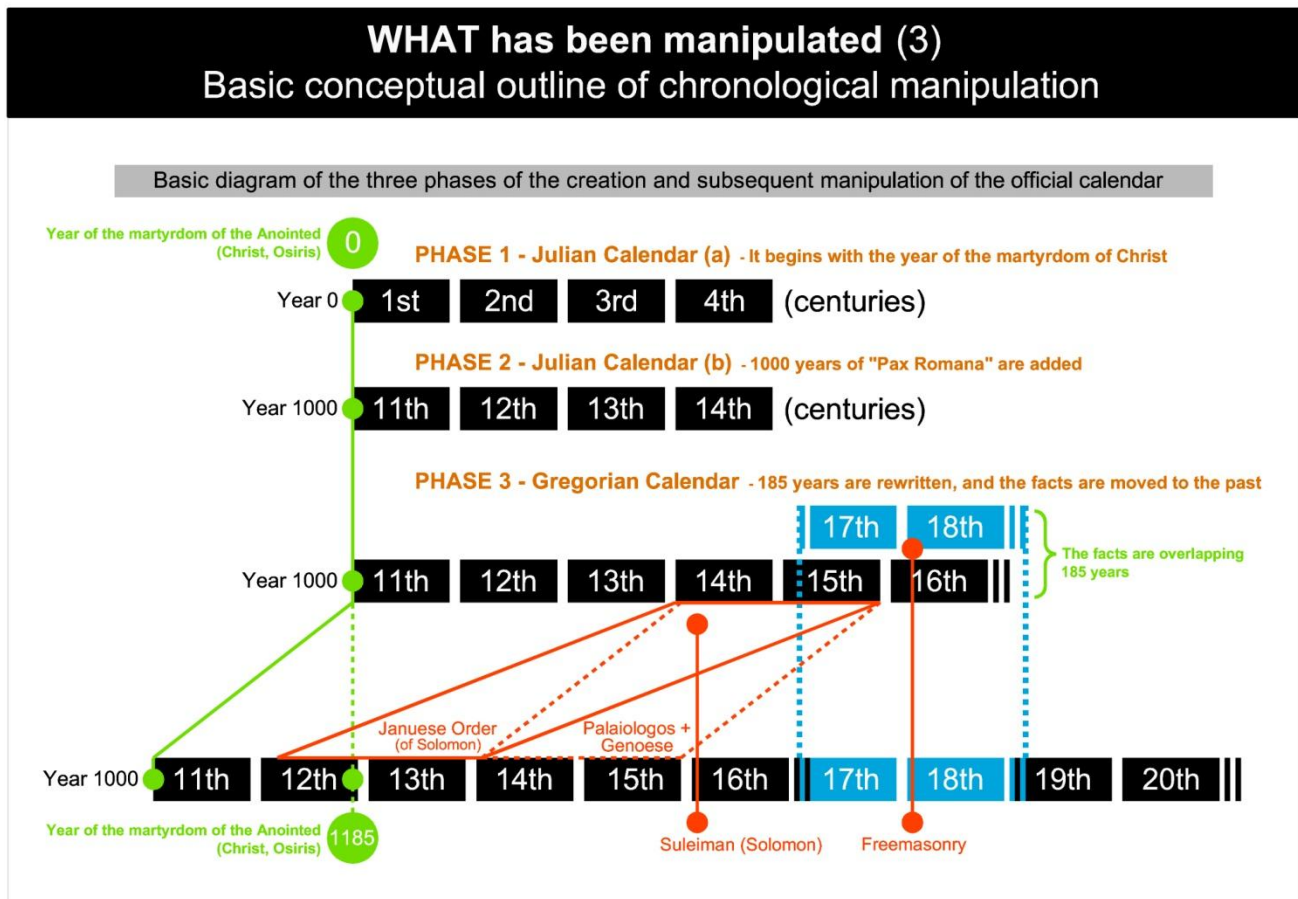 WHAT has been manipulated (3)
Basic conceptual outline of chronological manipulation
Basic diagram of the three phases of the creation and subsequent manipulation of the official calendar
Year of the martyrdom of the Anointed
(Christ, Osiris)
0
PHASE 1 - Julian Calendar (a) - It begins with the year of the martyrdom of Christ
Year 0
1st 2nd 3rd 4th (centuries)
PHASE 2 - Julian Calendar (b) - 1000 years of "Pax Romana" are added
Year 1000
11th 12th 13th 14th (centuries)
PHASE 3 - Gregorian Calendar - 185 years are rewritten, and the facts are moved to the past
17th 18th
The facts are overlapping
185 years
Year 1000
11th 12th 13th 14th 15th 16th
Januese Order
(of Solomon)
Palaiologos +
Genoese
Year 1000
11th 12th 13th 14th 15th 16th 17th 18th 19th 20th
Year of the martyrdom of the Anointed
(Christ, Osiris)
1185
Suleiman (Solomon)
Freemasonry